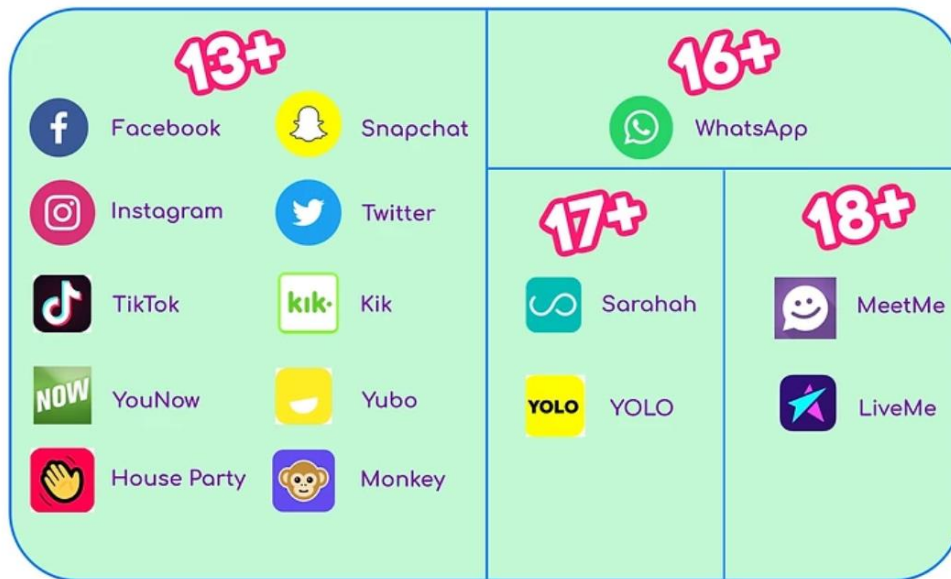 13+
Facebook
Snapchat
Instagram
Twitter
TikTok
kik.
Kik
NOW
YouNow
Yubo
House Party
Monkey
16+
WhatsApp
17+
Sarahah
YOLO
YOLO
18+
MeetMe
LiveMe